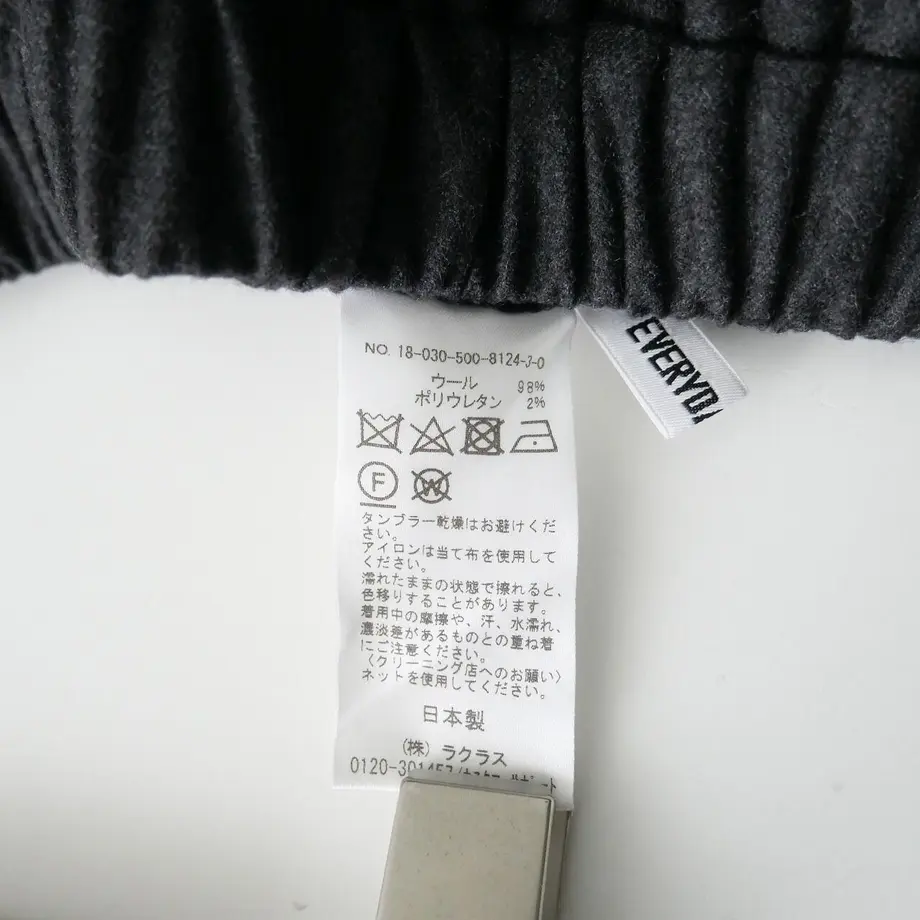 NO. 18-030-500-8124-3-0
ウール 98%
ポリウレタン 2%
F
W
タンブラー乾燥はお避けくだ
さい。
アイロンは当て布を使用して
ください。
濡れたままの状態で擦れると、
色移りすることがあります。
着用中の摩擦や、汗、水濡れ、
濃淡差があるものとの重ね着
にご注意ください。
〈クリーニング店へのお願い〉
ネットを使用してください。
日本製
(株) ラクラス
0120-301457
EVERYDA